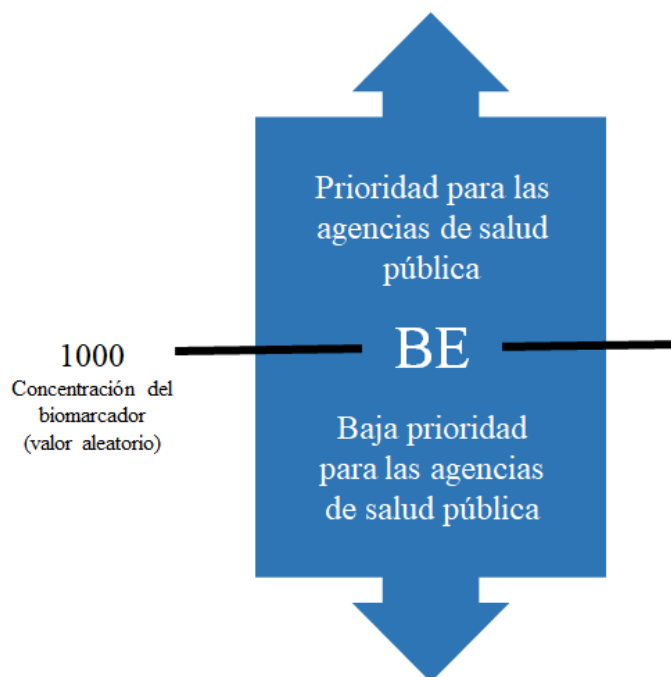 Prioridad para las
agencias de salud
pública
1000
BE
Concentración del
biomarcador
(valor aleatorio)
Baja prioridad
para las agencias
de salud pública